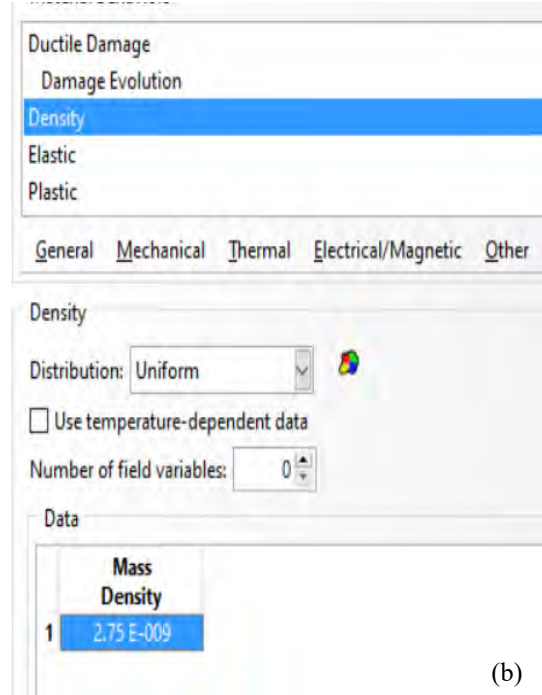 Ductile Damage
Damage Evolution
Density
Elastic
Plastic
General Mechanical Thermal Electrical/Magnetic Other
Density
Distribution: Uniform
Use temperature-dependent data
Number of field variables: 0
Data
Mass
Density
1 2.75 E-009
(b)